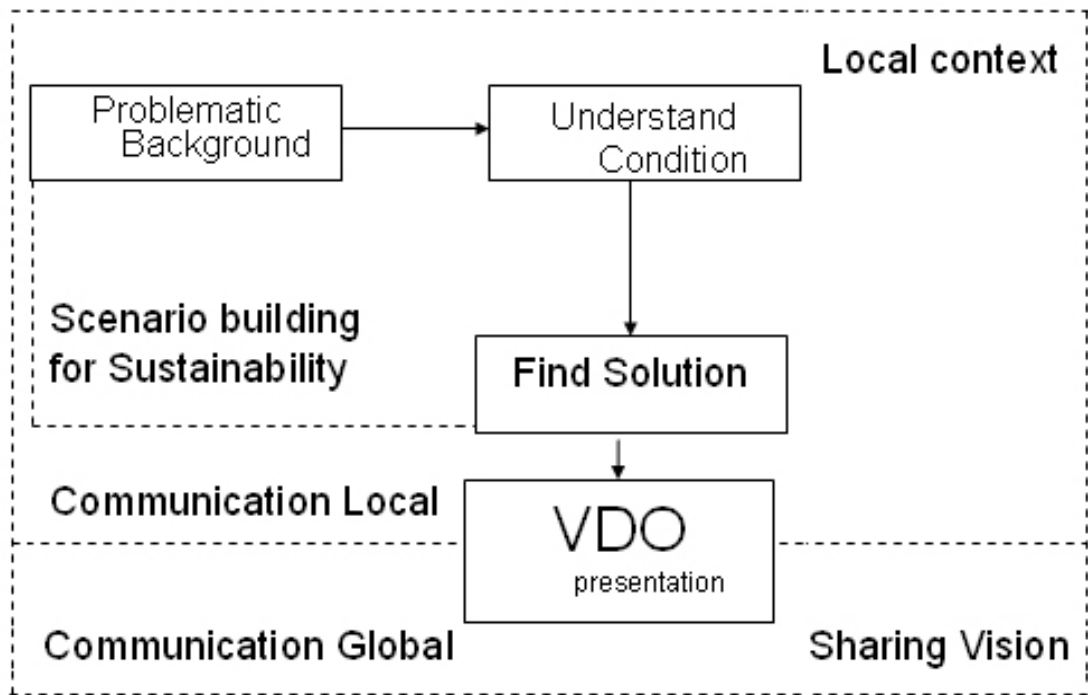 Local context
Problematic
Background
Understand
Condition
Scenario building
for Sustainability
Find Solution
Communication Local
VDO
presentation
Communication Global
Sharing Vision